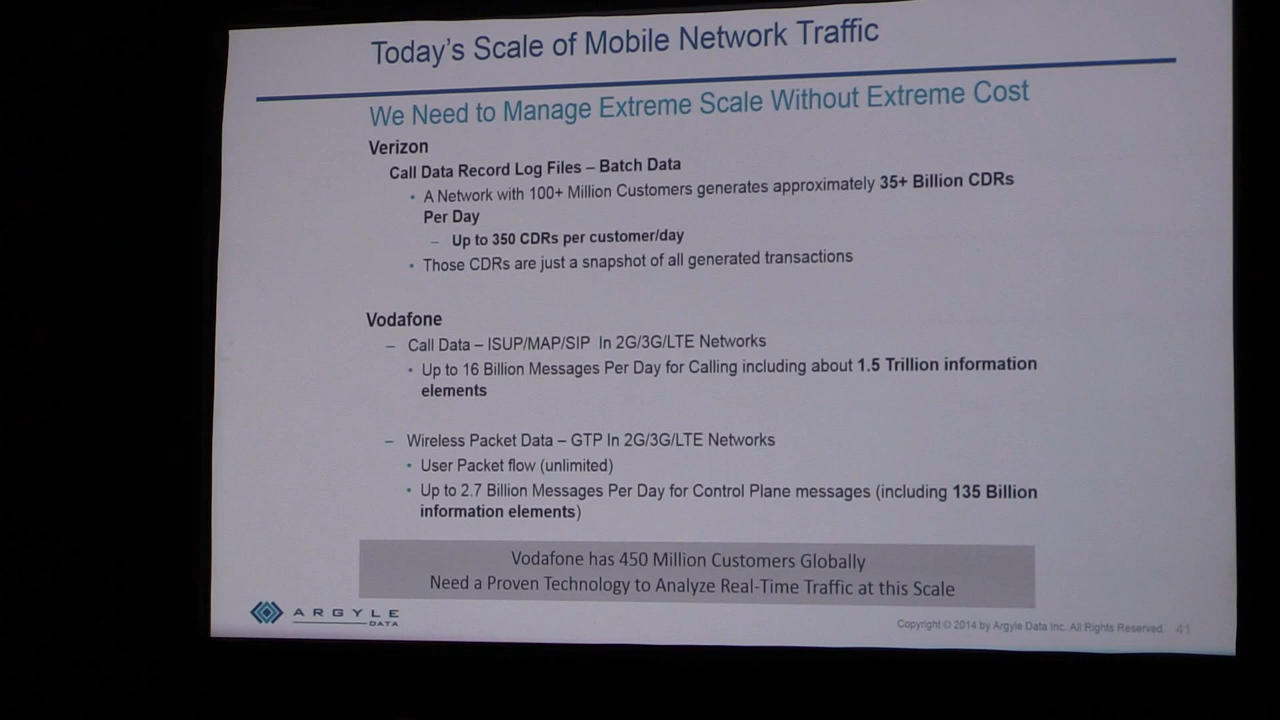 Today's Scale of Mobile Network Traffic
We Need to Manage Extreme Scale Without Extreme Cost
Verizon
Call Data Record Log Files – Batch Data
• A Network with 100+ Million Customers generates approximately 35+ Billion CDRs
Per Day
– Up to 350 CDRs per customer/day
• Those CDRs are just a snapshot of all generated transactions
Vodafone
– Call Data – ISUP/MAP/SIP In 2G/3G/LTE Networks
• Up to 16 Billion Messages Per Day for Calling including about 1.5 Trillion information
elements
– Wireless Packet Data – GTP In 2G/3G/LTE Networks
• User Packet flow (unlimited)
• Up to 2.7 Billion Messages Per Day for Control Plane messages (including 135 Billion
information elements)
Vodafone has 450 Million Customers Globally
Need a Proven Technology to Analyze Real-Time Traffic at this Scale
ARGYLE
DATA
Copyright © 2014 by Argyle Data Inc. All Rights Reserved. 41